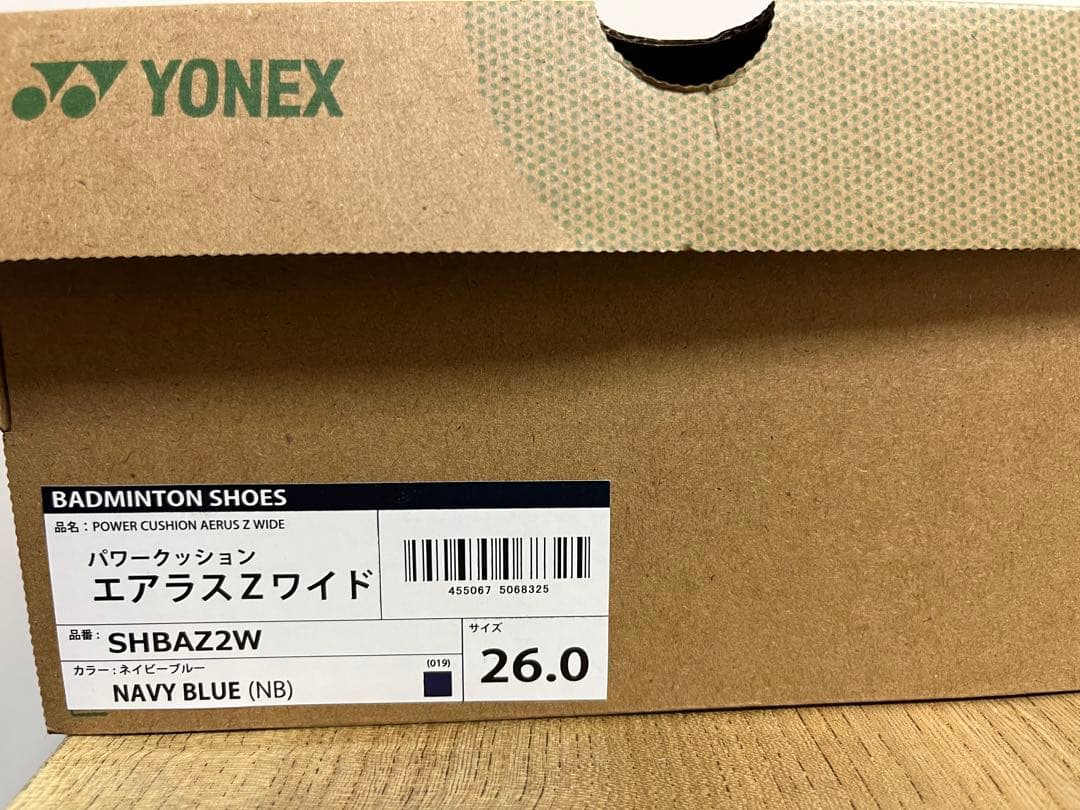 YONEX
BADMINTON SHOES
品名：POWER CUSHION AERUS Z WIDE
パワークッション
エアラスZワイド
455067 5068325
品番：SHBAZ2W
サイズ
26.0
カラー：ネイビーブルー
(019)
NAVY BLUE (NB)